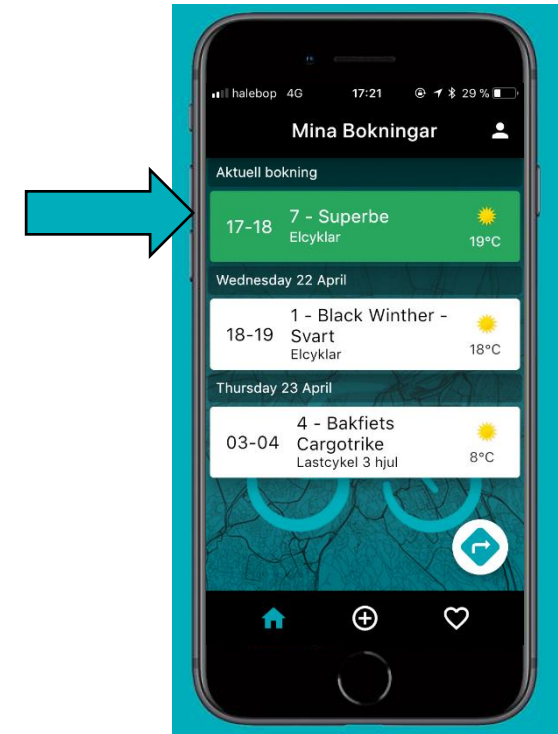 halebop 4G 17:21 29 %
Mina Bokningar
Aktuell bokning
17-18 7 - Superbe
Elcyklar 19°C
Wednesday 22 April
1 - Black Winther -
18-19 Svart
Elcyklar 18°C
Thursday 23 April
4 - Bakfiets
03-04 Cargotrike
Lastcykel 3 hjul 8°C